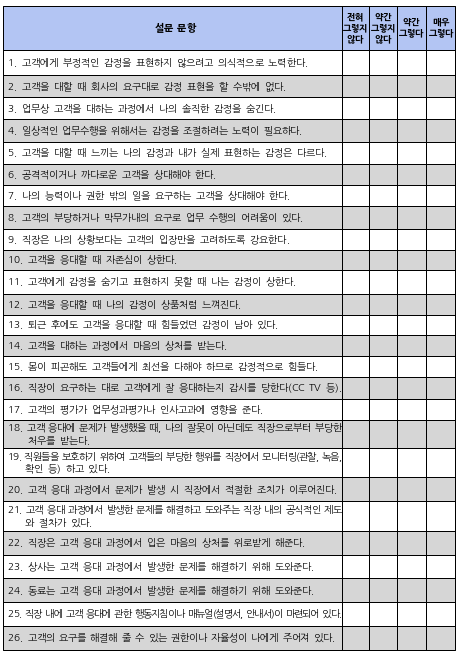 설문 문항
전혀
그렇지
않다
약간
그렇지
않다
약간
그렇다
매우
그렇다
1. 고객에게 부정적인 감정을 표현하지 않으려고 의식적으로 노력한다.
2. 고객을 대할 때 회사의 요구대로 감정 표현을 할 수밖에 없다.
3. 업무상 고객을 대하는 과정에서 나의 솔직한 감정을 숨긴다.
4. 일상적인 업무수행을 위해서는 감정을 조절하려는 노력이 필요하다.
5. 고객을 대할 때 느끼는 나의 감정과 내가 실제 표현하는 감정은 다르다.
6. 공격적이거나 까다로운 고객을 상대해야 한다.
7. 나의 능력이나 권한 밖의 일을 요구하는 고객을 상대해야 한다.
8. 고객의 부당하거나 막무가내의 요구로 업무 수행의 어려움이 있다.
9. 직장은 나의 상황보다는 고객의 입장만을 고려하도록 강요한다.
10. 고객을 응대할 때 자존심이 상한다.
11. 고객에게 감정을 숨기고 표현하지 못할 때 나는 감정이 상한다.
12. 고객을 응대할 때 나의 감정이 상품처럼 느껴진다.
13. 퇴근 후에도 고객을 응대할 때 힘들었던 감정이 남아 있다.
14. 고객을 대하는 과정에서 마음의 상처를 받는다.
15. 몸이 피곤해도 고객들에게 최선을 다해야 하므로 감정적으로 힘들다.
16. 직장이 요구하는 대로 고객에게 잘 응대하는지 감시를 당한다(CC TV 등).
17. 고객의 평가가 업무성과평가나 인사고과에 영향을 준다.
18. 고객 응대에 문제가 발생했을 때, 나의 잘못이 아닌데도 직장으로부터 부당한
처우를 받는다.
19. 직원들을 보호하기 위하여 고객들의 부당한 행위를 직장에서 모니터링(관찰, 녹음,
확인 등) 하고 있다.
20. 고객 응대 과정에서 문제가 발생 시 직장에서 적절한 조치가 이루어진다.
21. 고객 응대 과정에서 발생한 문제를 해결하고 도와주는 직장 내의 공식적인 제도
와 절차가 있다.
22. 직장은 고객 응대 과정에서 입은 마음의 상처를 위로받게 해준다.
23. 상사는 고객 응대 과정에서 발생한 문제를 해결하기 위해 도와준다.
24. 동료는 고객 응대 과정에서 발생한 문제를 해결하기 위해 도와준다.
25. 직장 내에 고객 응대에 관한 행동지침이나 매뉴얼(설명서, 안내서)이 마련되어 있다.
26. 고객의 요구를 해결해 줄 수 있는 권한이나 자율성이 나에게 주어져 있다.